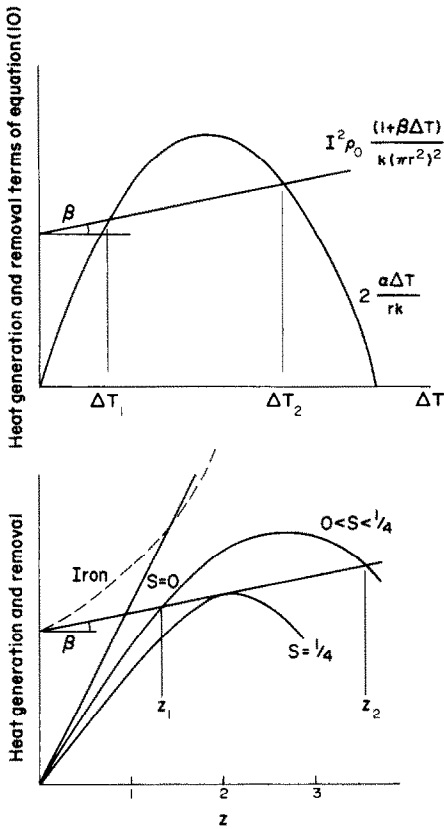 Heat generation and removal terms of equation (10)
I²ρ₀ (1+βΔT) / k(πr²)²
β
2 αΔT / rk
ΔT₁
ΔT₂
ΔT
Heat generation and removal
Iron
S=0
0<S<¼
β
S=¼
z₁
z₂
1
2
3
z